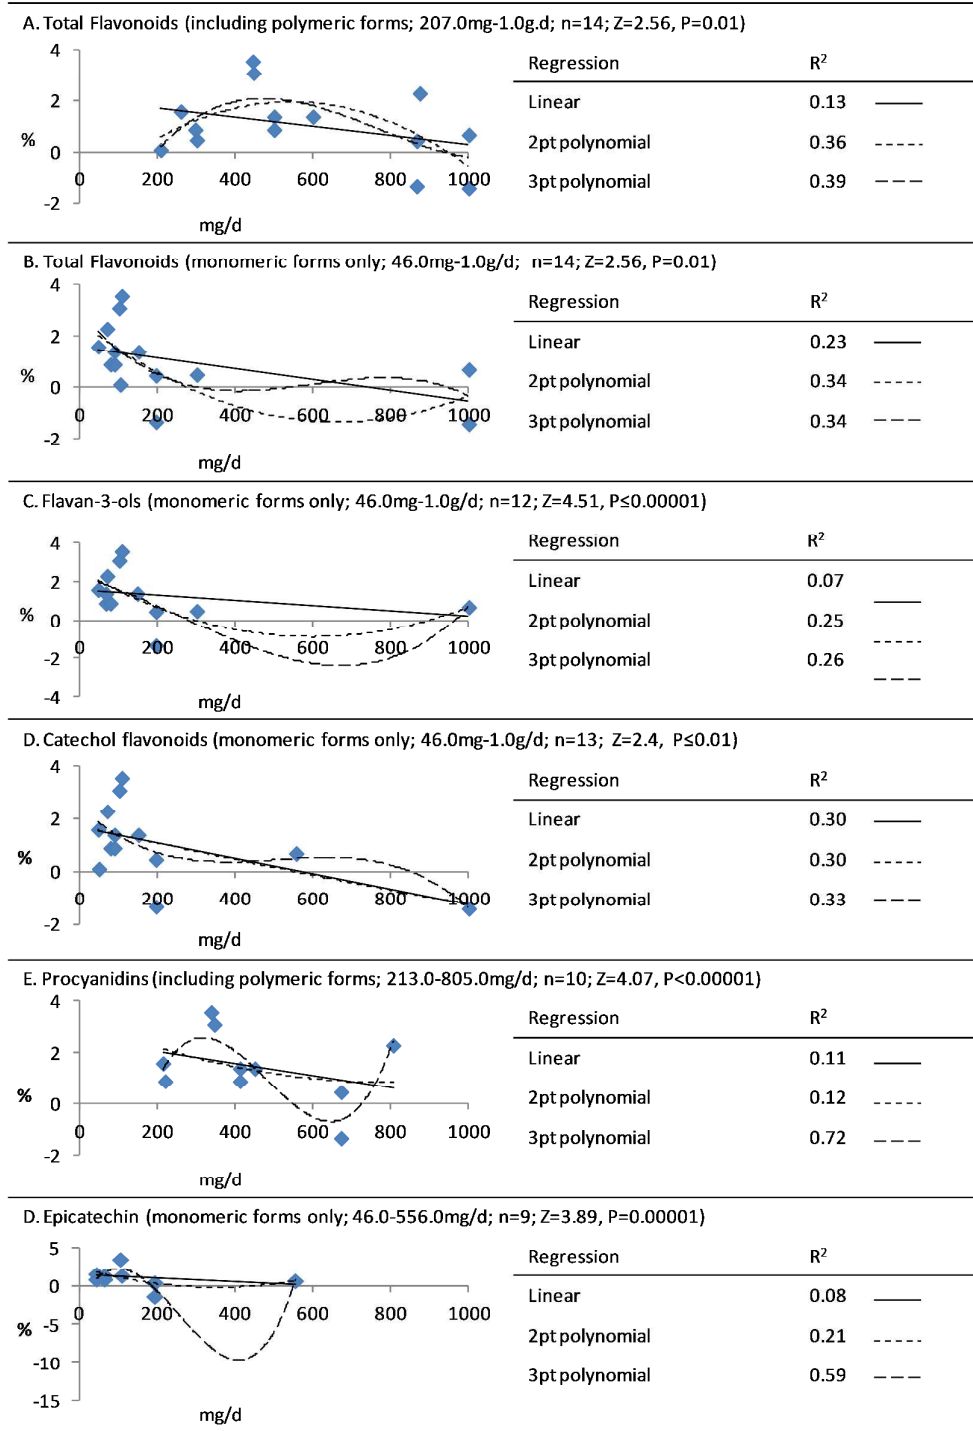 A. Total Flavonoids (including polymeric forms; 207.0mg-1.0g.d; n=14; Z=2.56, P=0.01)
4
2
0
-2
%
0 200 400 600 800 1000
mg/d
Regression R²
Linear 0.13
2pt polynomial 0.36
3pt polynomial 0.39
B. Total Flavonoids (monomeric forms only; 46.0mg-1.0g/d; n=14; Z=2.56, P=0.01)
4
2
0
-2
%
0 200 400 600 800 1000
mg/d
Regression R²
Linear 0.23
2pt polynomial 0.34
3pt polynomial 0.34
C. Flavan-3-ols (monomeric forms only; 46.0mg-1.0g/d; n=12; Z=4.51, P≤0.00001)
4
2
0
-2
-4
%
0 200 400 600 800 1000
mg/d
Regression R²
Linear 0.07
2pt polynomial 0.25
3pt polynomial 0.26
D. Catechol flavonoids (monomeric forms only; 46.0mg-1.0g/d; n=13; Z=2.4, P≤0.01)
4
2
0
-2
%
0 200 400 600 800 1000
mg/d
Regression R²
Linear 0.30
2pt polynomial 0.30
3pt polynomial 0.33
E. Procyanidins (including polymeric forms; 213.0-805.0mg/d; n=10; Z=4.07, P<0.00001)
4
2
0
-2
%
0 200 400 600 800 1000
mg/d
Regression R²
Linear 0.11
2pt polynomial 0.12
3pt polynomial 0.72
D. Epicatechin (monomeric forms only; 46.0-556.0mg/d; n=9; Z=3.89, P=0.00001)
5
0
-5
-10
-15
%
0 200 400 600 800 1000
mg/d
Regression R²
Linear 0.08
2pt polynomial 0.21
3pt polynomial 0.59